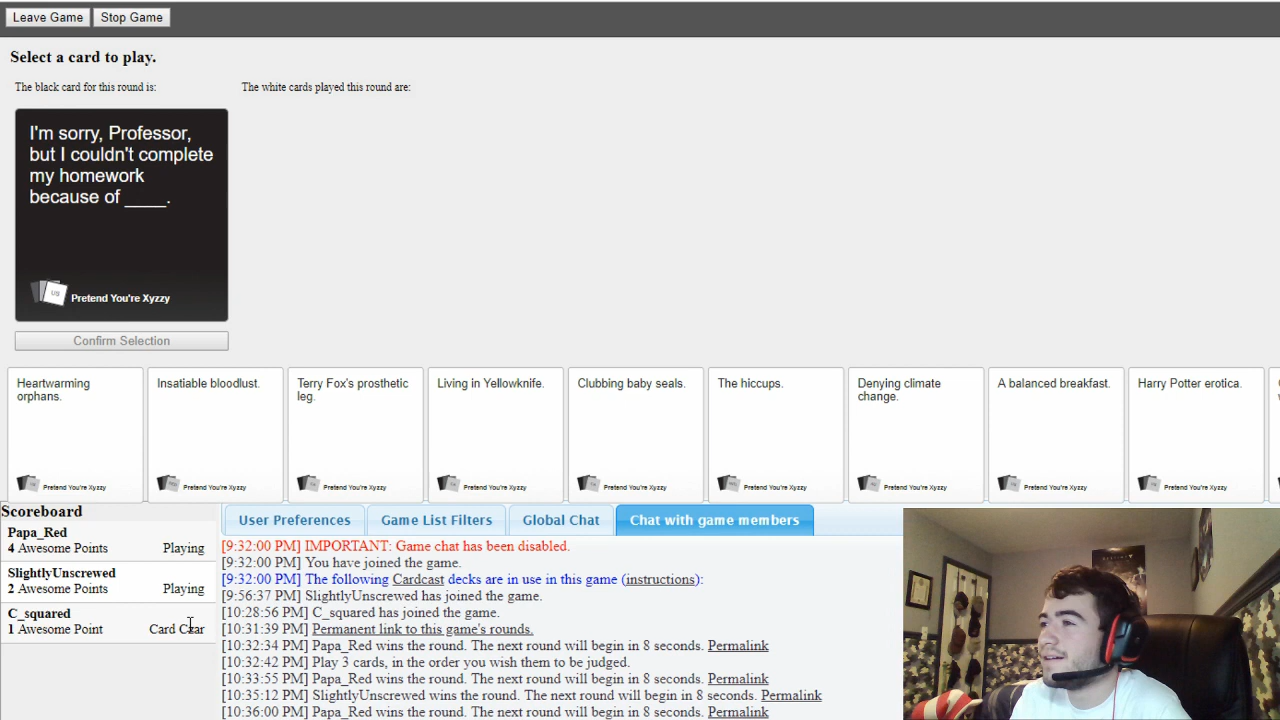 Leave Game Stop Game
Select a card to play.
The black card for this round is: The white cards played this round are:
I'm sorry, Professor,
but I couldn't complete
my homework
because of ____.
Pretend You're Xyzzy
Confirm Selection
Heartwarming
orphans.
Pretend You're Xyzzy
Insatiable bloodlust.
Pretend You're Xyzzy
Terry Fox's prosthetic
leg.
Pretend You're Xyzzy
Living in Yellowknife.
Pretend You're Xyzzy
Clubbing baby seals.
Pretend You're Xyzzy
The hiccups.
Pretend You're Xyzzy
Denying climate
change.
Pretend You're Xyzzy
A balanced breakfast.
Pretend You're Xyzzy
Harry Potter erotica.
Pretend You're Xyzzy
Scoreboard
Papa_Red
4 Awesome Points Playing
SlightlyUnscrewed
2 Awesome Points Playing
C_squared
1 Awesome Point Card Czar
User Preferences Game List Filters Global Chat Chat with game members
[9:32:00 PM] IMPORTANT: Game chat has been disabled.
[9:32:00 PM] You have joined the game.
[9:32:00 PM] The following Cardcast decks are in use in this game (instructions):
[9:56:37 PM] SlightlyUnscrewed has joined the game.
[10:28:56 PM] C_squared has joined the game.
[10:31:39 PM] Permanent link to this game's rounds.
[10:32:34 PM] Papa_Red wins the round. The next round will begin in 8 seconds. Permalink
[10:32:42 PM] Play 3 cards, in the order you wish them to be judged.
[10:33:55 PM] Papa_Red wins the round. The next round will begin in 8 seconds. Permalink
[10:35:12 PM] SlightlyUnscrewed wins the round. The next round will begin in 8 seconds. Permalink
[10:36:00 PM] Papa_Red wins the round. The next round will begin in 8 seconds. Permalink